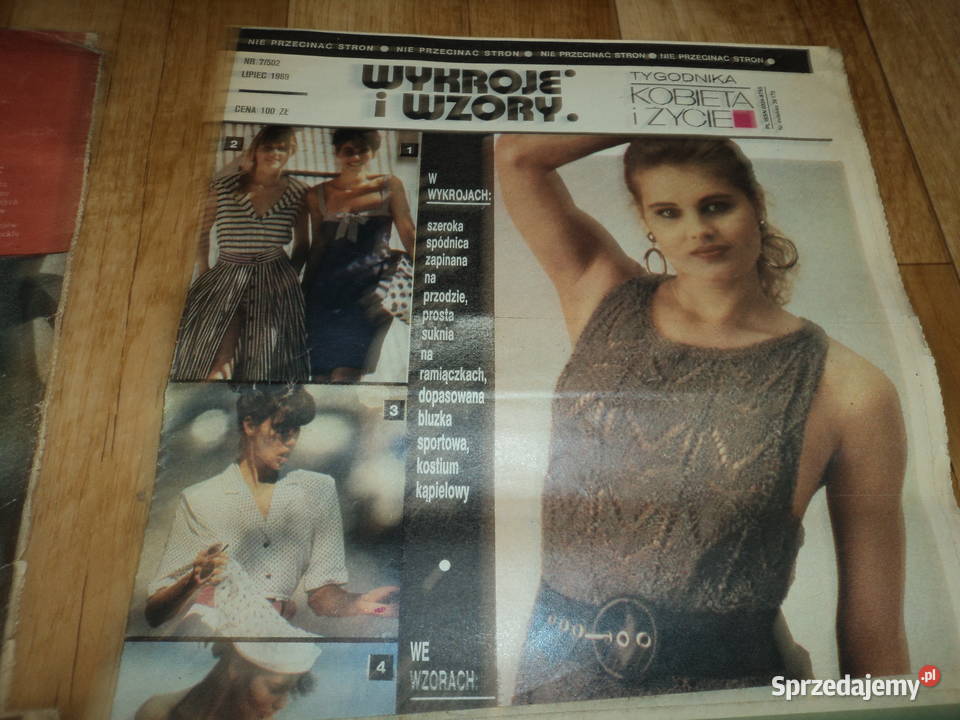 NIE PRZECINAĆ STRON ● NIE PRZECINAĆ STRON ● NIE PRZECINAĆ STRON ● NIE PRZECINAĆ STRON ●
NR. 7/502
LIPIEC 1989
CENA 100 ZŁ
WYKROJE
i WZORY.
TYGODNIKA
KOBIETA
i ŻYCIE
2
1
W
WYKROJACH:
szeroka
spódnica
zapinana
na
przodzie,
prosta
suknia
na
ramiączkach,
dopasowana
bluzka
sportowa,
kostium
kąpielowy
3
4
WE
WZORACH:
Sprzedajemy.pl